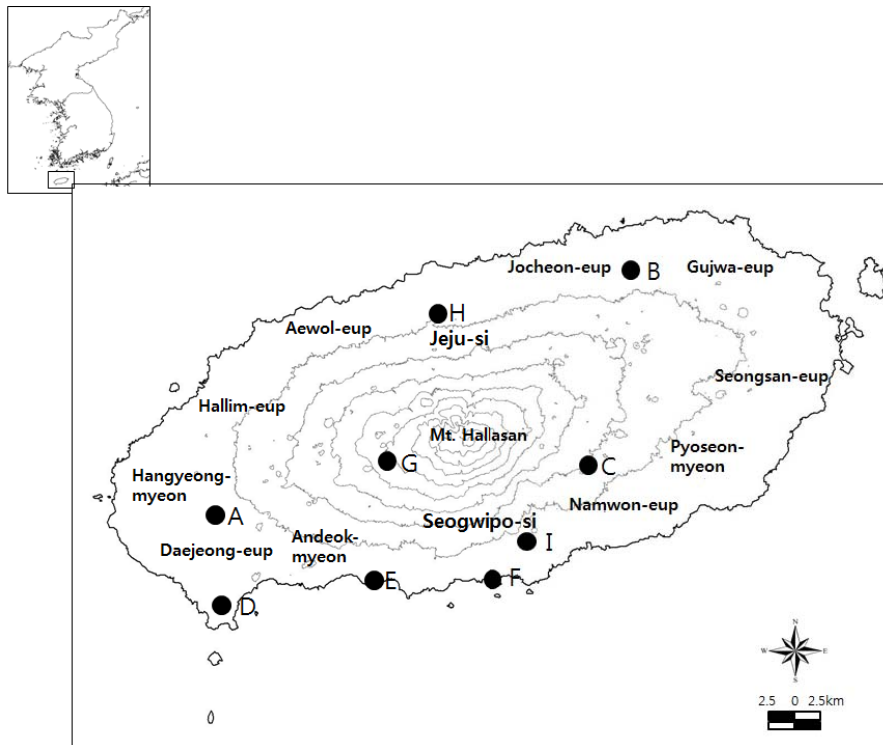 Jocheon-eup
B
Gujwa-eup
H
Aewol-eup
Jeju-si
Seongsan-eup
Hallim-eup
Mt. Hallasan
Pyoseon-
myeon
G
C
Hangyeong-
myeon
Namwon-eup
A
Seogwipo-si
Andeok-
myeon
Daejeong-eup
I
E
F
D
N
W
E
S
2.5 0 2.5km